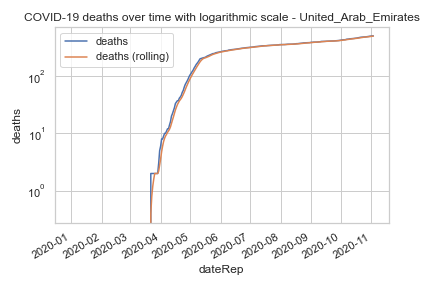 COVID-19 deaths over time with logarithmic scale - United_Arab_Emirates
deaths
deaths (rolling)
deaths
10²
10¹
10⁰
2020-01
2020-02
2020-03
2020-04
2020-05
2020-06
2020-07
2020-08
2020-09
2020-10
2020-11
dateRep